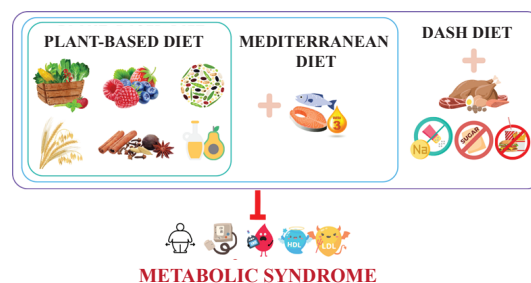 PLANT-BASED DIET
MEDITERRANEAN
DIET
DASH DIET
+
+
3
Na
SUGAR
HDL
LDL
METABOLIC SYNDROME